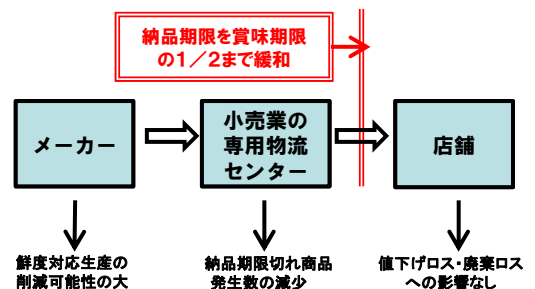 納品期限を賞味期限
の1／2まで緩和
メーカー
小売業の
専用物流
センター
店舗
鮮度対応生産の
削減可能性の大
納品期限切れ商品
発生数の減少
値下げロス・廃棄ロス
への影響なし